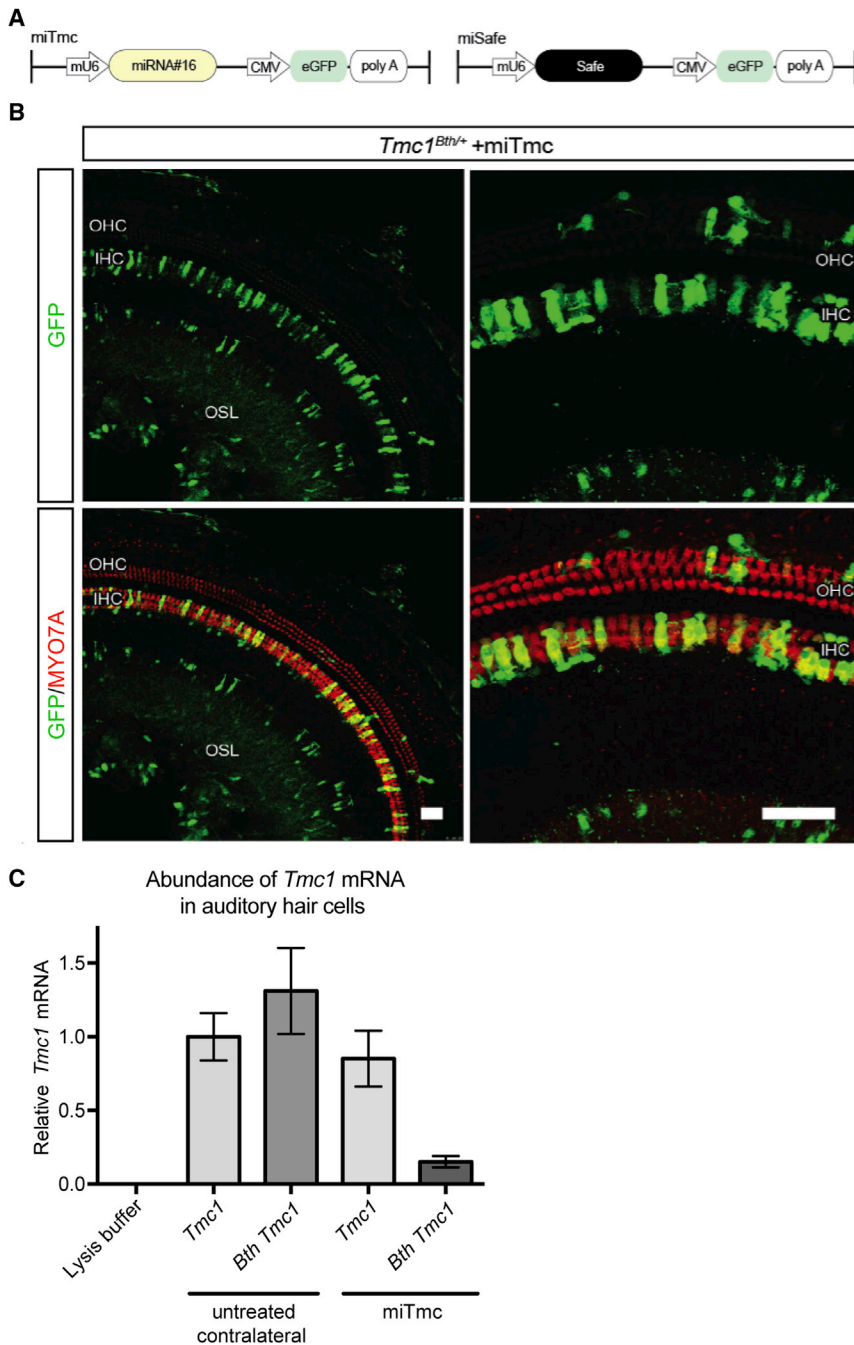 A
miTmc
mU6
miRNA#16
CMV
eGFP
poly A
miSafe
mU6
Safe
CMV
eGFP
poly A
B
Tmc1Bth/+ +miTmc
GFP
OHC
IHC
OSL
OHC
IHC
GFP/MYO7A
OHC
IHC
OSL
OHC
IHC
C
Abundance of Tmc1 mRNA
in auditory hair cells
Relative Tmc1 mRNA
1.5
1.0
0.5
0.0
Lysis buffer
Tmc1
Bth Tmc1
Tmc1
Bth Tmc1
untreated
contralateral
miTmc